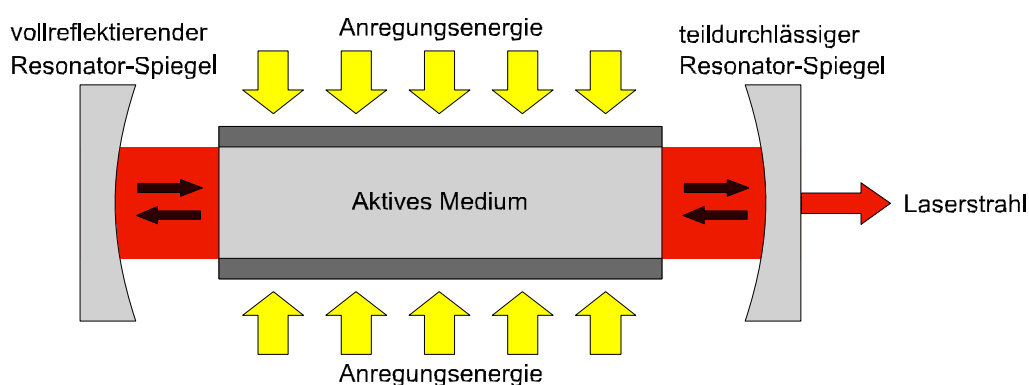 vollreflektierender
Resonator-Spiegel
Anregungsenergie
teildurchlässiger
Resonator-Spiegel
Aktives Medium
Laserstrahl
Anregungsenergie